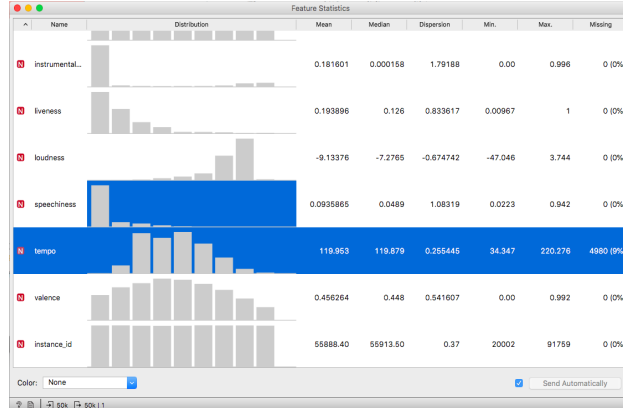 Feature Statistics
Name Distribution Mean Median Dispersion Min. Max. Missing
N instrumental... 0.181601 0.000158 1.79188 0.00 0.996 0 (0%
N liveness 0.193896 0.126 0.833617 0.00967 1 0 (0%
N loudness -9.13376 -7.2765 -0.674742 -47.046 3.744 0 (0%
N speechiness 0.0935865 0.0489 1.08319 0.0223 0.942 0 (0%
N tempo 119.953 119.879 0.255445 34.347 220.276 4980 (9%
N valence 0.456264 0.448 0.541607 0.00 0.992 0 (0%
N instance_id 55888.40 55913.50 0.37 20002 91759 0 (0%
Color: None Send Automatically
? 50k 50k | 1